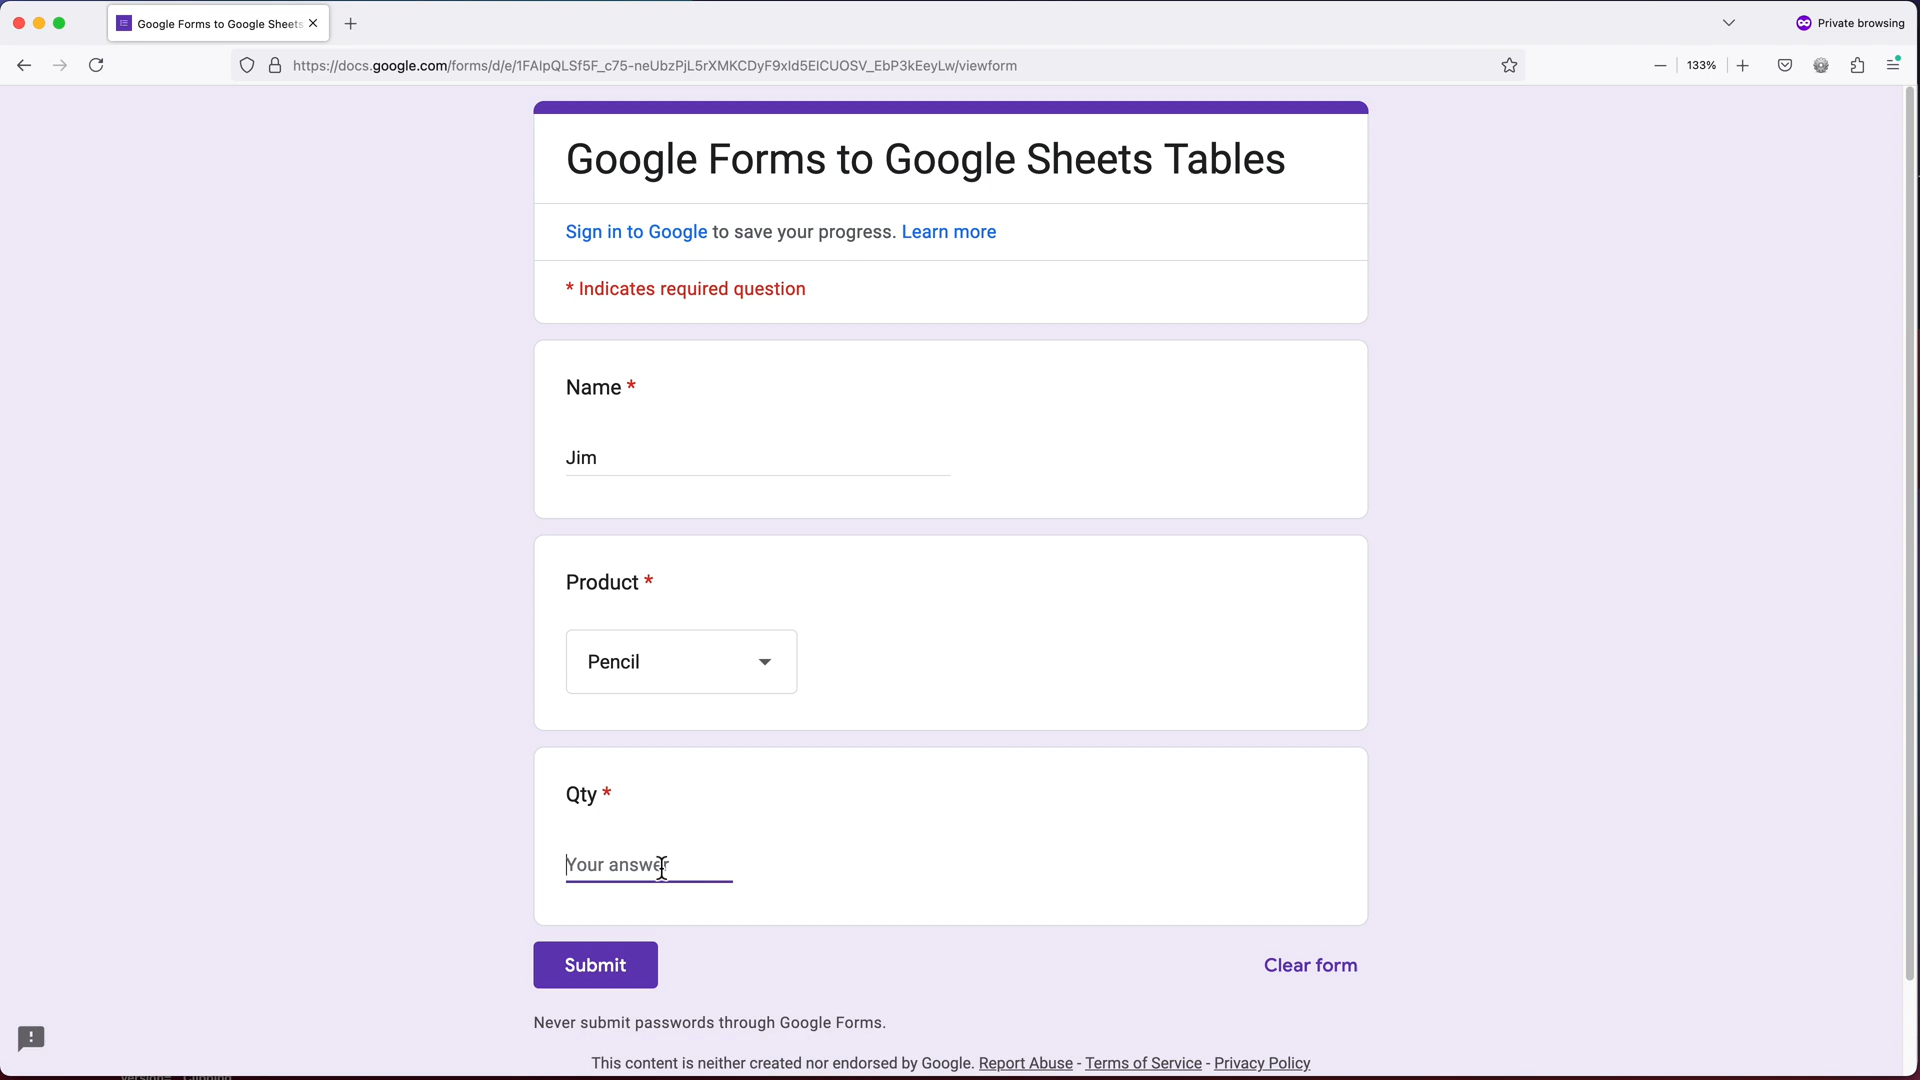 Google Forms to Google Sheets
Private browsing
https://docs.google.com/forms/d/e/1FAIpQLSf5F_c75-neUbzPjL5rXMKCDyF9xId5EICUOSV_EbP3kEeyLw/viewform
133%
Google Forms to Google Sheets Tables
Sign in to Google to save your progress. Learn more
* Indicates required question
Name *
Jim
Product *
Pencil
Qty *
Your answer
Submit
Clear form
Never submit passwords through Google Forms.
This content is neither created nor endorsed by Google. Report Abuse - Terms of Service - Privacy Policy